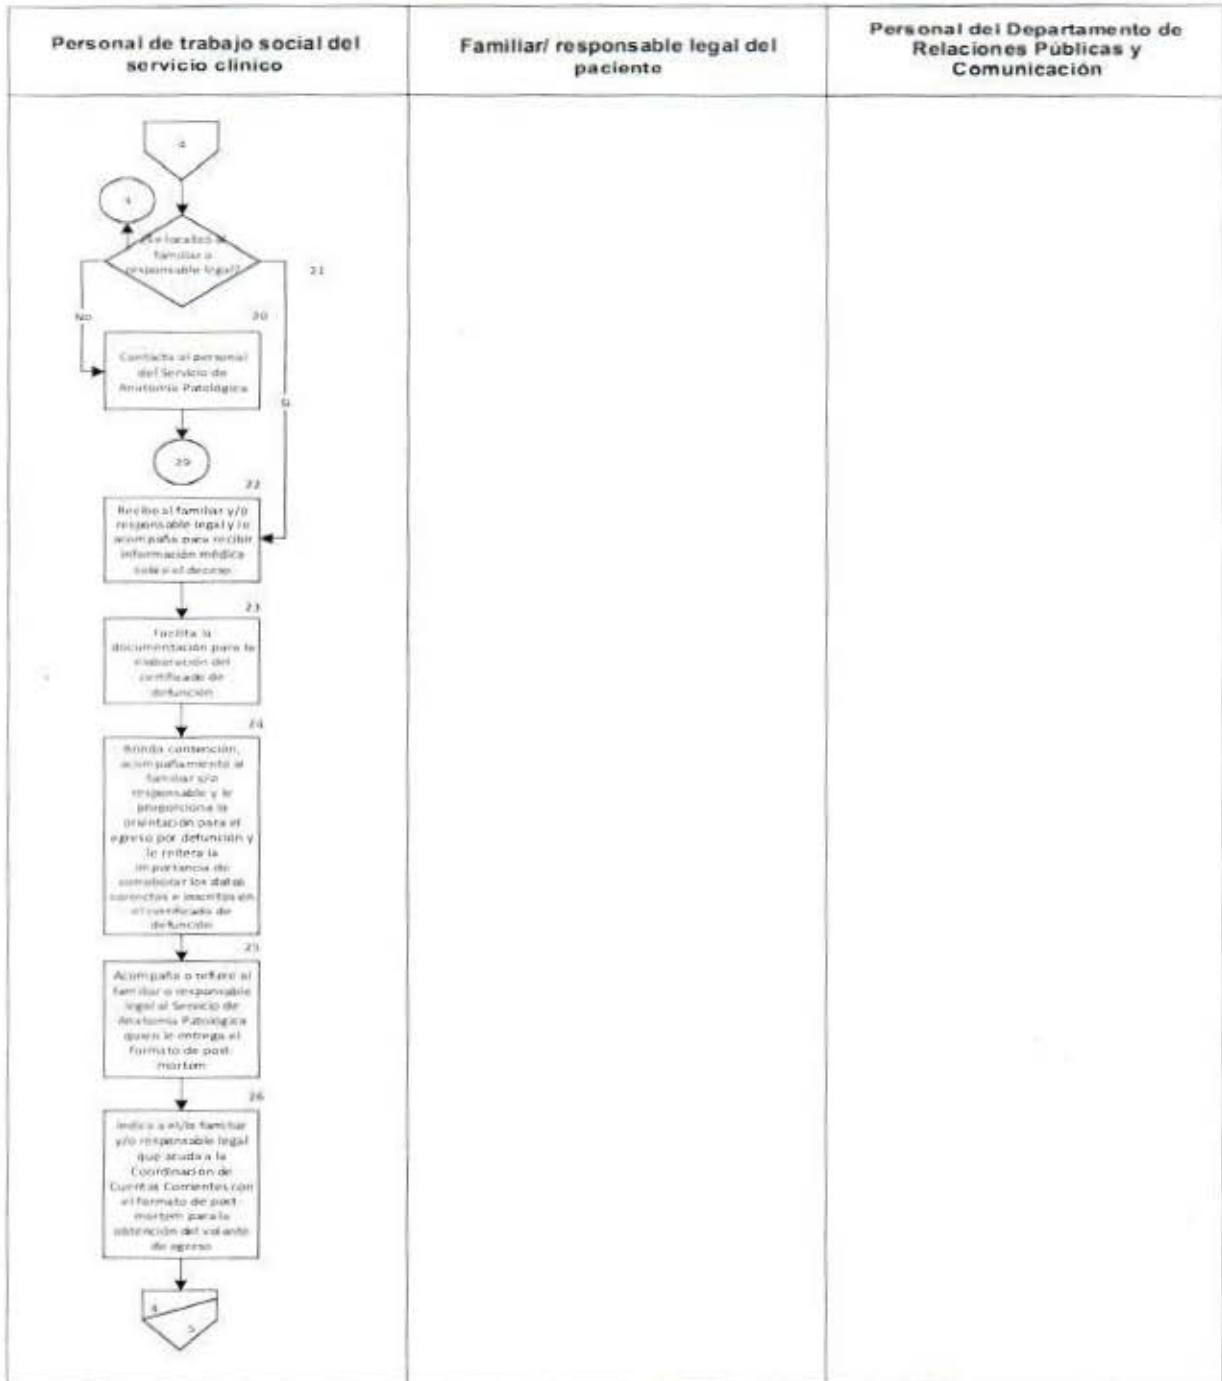 Personal de trabajo social del
servicio clínico
Familiar/ responsable legal del
paciente
Personal del Departamento de
Relaciones Públicas y
Comunicación
4
¿Se localizó al
familiar o
responsable legal?
21
No
20
Contacta al personal
del Servicio de
Anatomía Patológica
Si
29
22
Recibe al familiar y/o
responsable legal y lo
acompaña para recibir
información médica
sobre el deceso
23
Facilita la
documentación para la
elaboración del
certificado de
defunción
24
Brinda contención,
acompañamiento al
familiar y/o
responsable y le
proporciona la
orientación para el
egreso por defunción y
le reitera la
importancia de
corroborar los datos
correctos e inscritos en
el certificado de
defunción
25
Acompaña o refiere al
familiar o responsable
legal al Servicio de
Anatomía Patológica
quien le entrega el
formato de post-
mortem
26
Indica a el/la familiar
y/o responsable legal
que acuda a la
Coordinación de
Cuentas Corrientes con
el formato de post-
mortem para la
obtención del volante
de egreso
4
5